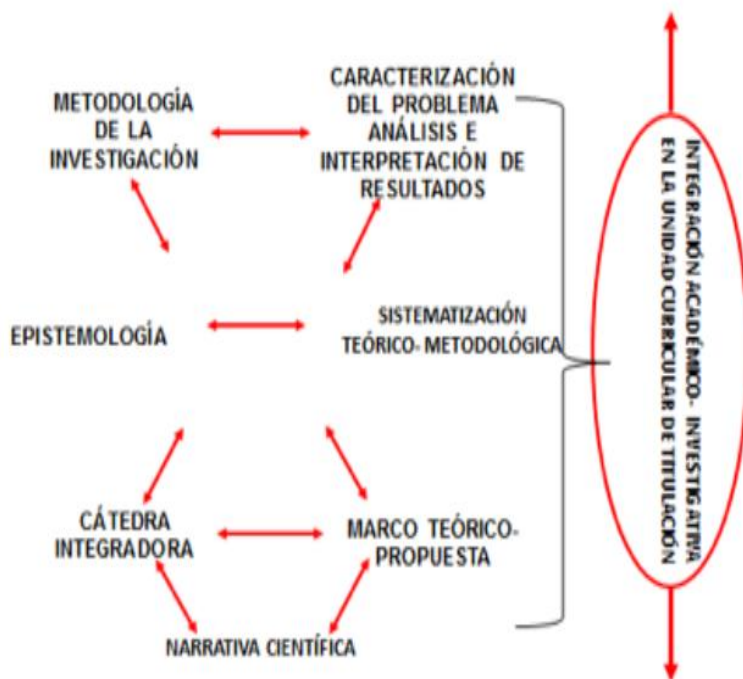 METODOLOGÍA
DE LA
INVESTIGACIÓN
CARACTERIZACIÓN
DEL PROBLEMA
ANÁLISIS E
INTERPRETACIÓN DE
RESULTADOS
EPISTEMOLOGÍA
SISTEMATIZACIÓN
TEÓRICO- METODOLÓGICA
CÁTEDRA
INTEGRADORA
MARCO TEÓRICO-
PROPUESTA
NARRATIVA CIENTÍFICA
INTEGRACIÓN ACADÉMICO- INVESTIGATIVA
EN LA UNIDAD CURRICULAR DE TITULACIÓN